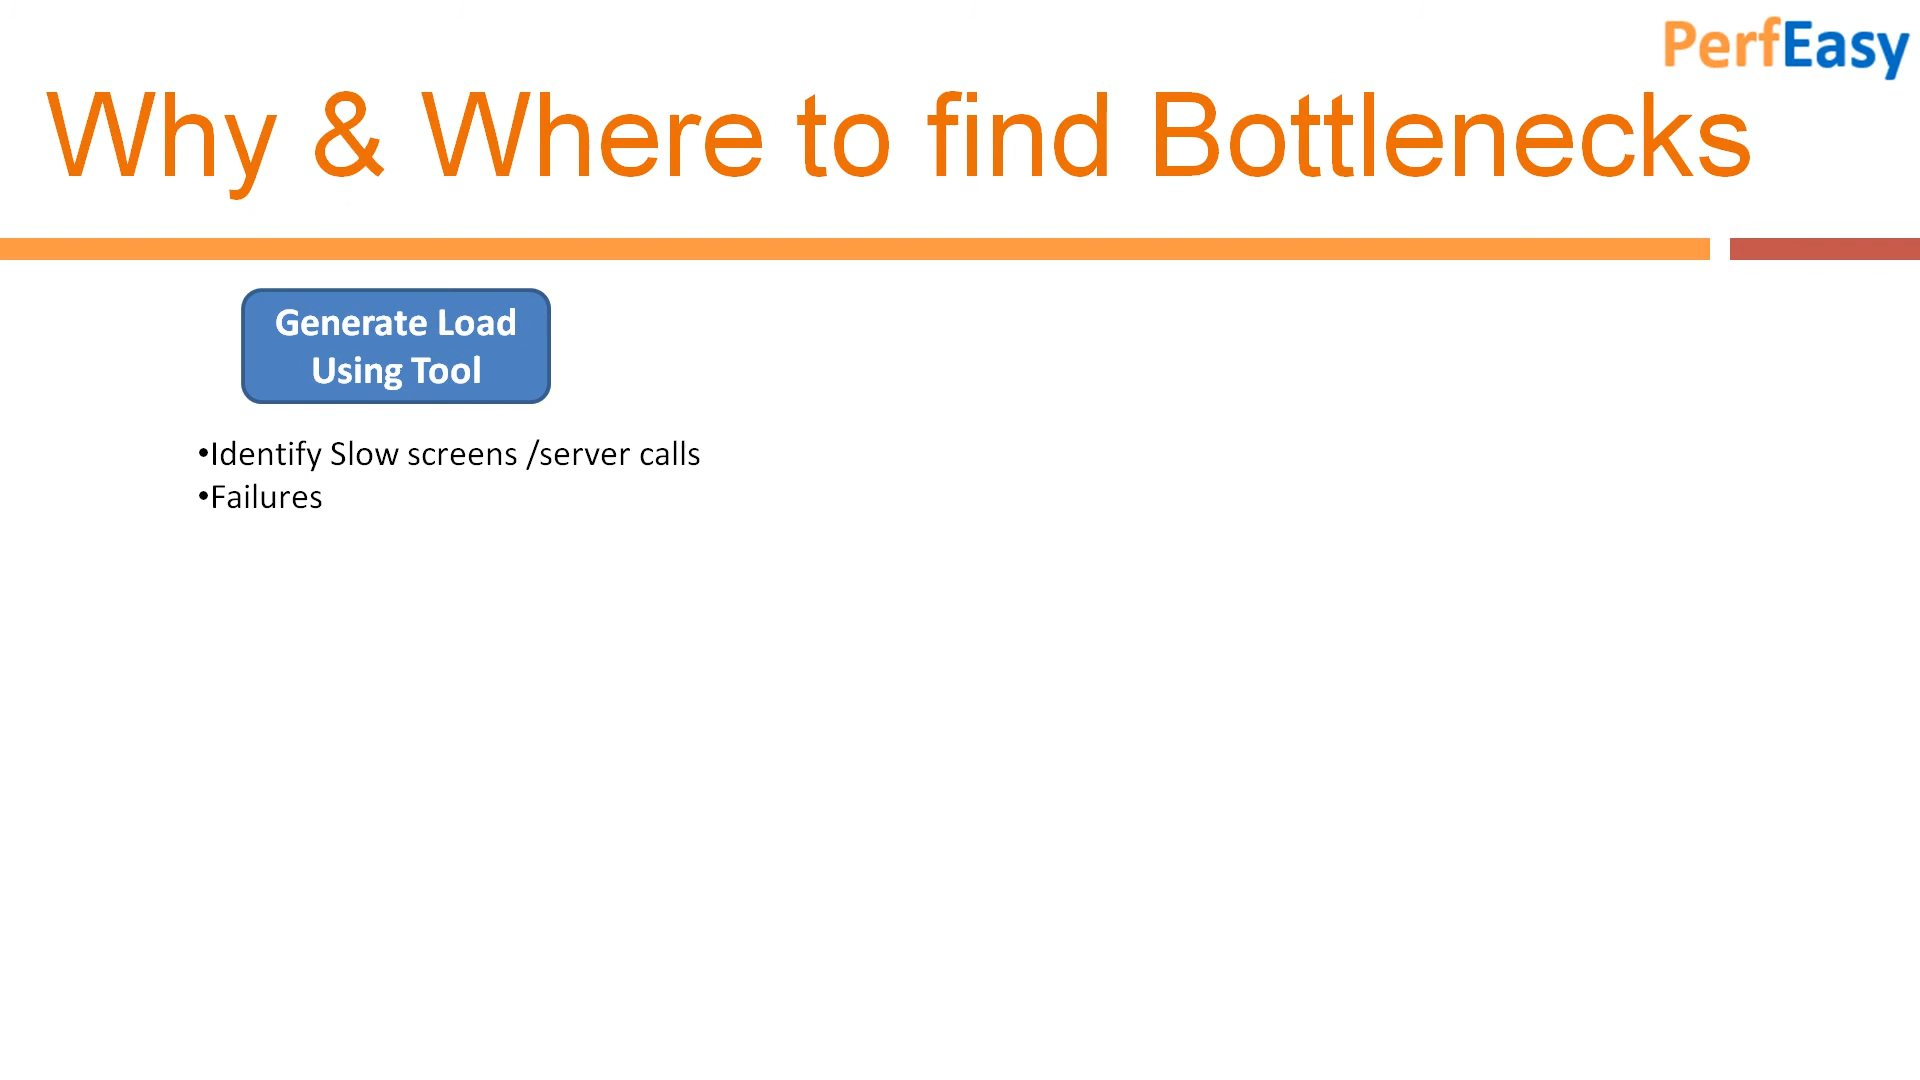 PerfEasy
Why & Where to find Bottlenecks
Generate Load
Using Tool
•Identify Slow screens /server calls
•Failures